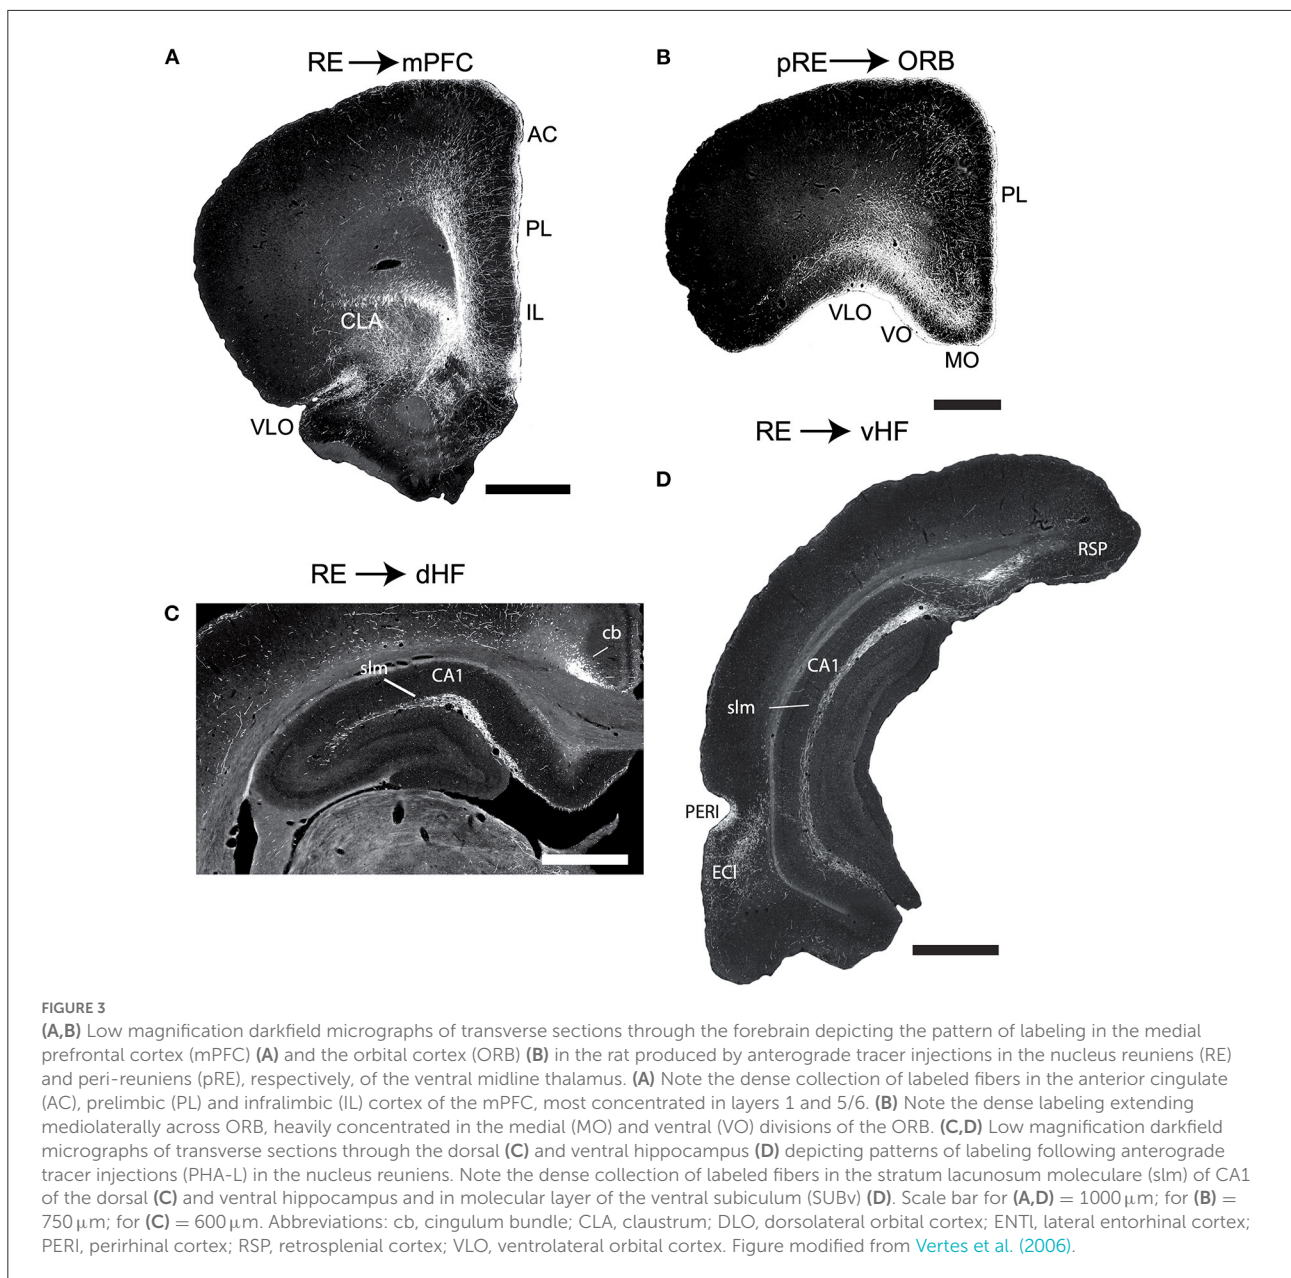 A
RE → mPFC
AC
PL
IL
CLA
VLO
B
pRE → ORB
PL
VLO
VO
MO
RE → vHF
D
RSP
CA1
slm
PERI
ECl
RE → dHF
C
cb
slm
CA1
FIGURE 3
(A,B) Low magnification darkfield micrographs of transverse sections through the forebrain depicting the pattern of labeling in the medial
prefrontal cortex (mPFC) (A) and the orbital cortex (ORB) (B) in the rat produced by anterograde tracer injections in the nucleus reuniens (RE)
and peri-reuniens (pRE), respectively, of the ventral midline thalamus. (A) Note the dense collection of labeled fibers in the anterior cingulate
(AC), prelimbic (PL) and infralimbic (IL) cortex of the mPFC, most concentrated in layers 1 and 5/6. (B) Note the dense labeling extending
mediolaterally across ORB, heavily concentrated in the medial (MO) and ventral (VO) divisions of the ORB. (C,D) Low magnification darkfield
micrographs of transverse sections through the dorsal (C) and ventral hippocampus (D) depicting patterns of labeling following anterograde
tracer injections (PHA-L) in the nucleus reuniens. Note the dense collection of labeled fibers in the stratum lacunosum moleculare (slm) of CA1
of the dorsal (C) and ventral hippocampus and in molecular layer of the ventral subiculum (SUBv) (D). Scale bar for (A,D) = 1000 μm; for (B) =
750 μm; for (C) = 600 μm. Abbreviations: cb, cingulum bundle; CLA, claustrum; DLO, dorsolateral orbital cortex; ENTl, lateral entorhinal cortex;
PERI, perirhinal cortex; RSP, retrosplenial cortex; VLO, ventrolateral orbital cortex. Figure modified from Vertes et al. (2006).